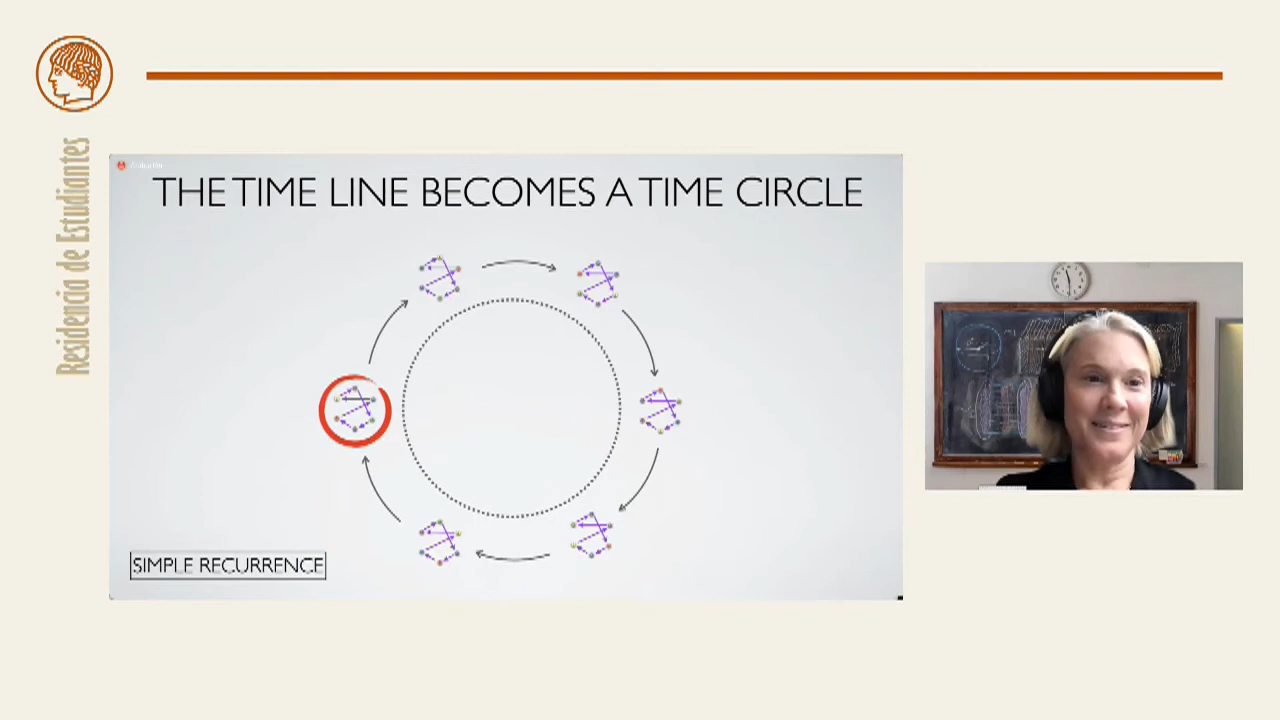 Residencia de Estudiantes
THE TIME LINE BECOMES A TIME CIRCLE
SIMPLE RECURRENCE